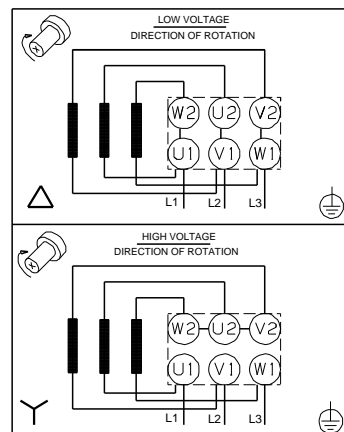 LOW VOLTAGE
DIRECTION OF ROTATION
W2 U2 V2
U1 V1 W1
L1 L2 L3
HIGH VOLTAGE
DIRECTION OF ROTATION
W2 U2 V2
U1 V1 W1
L1 L2 L3